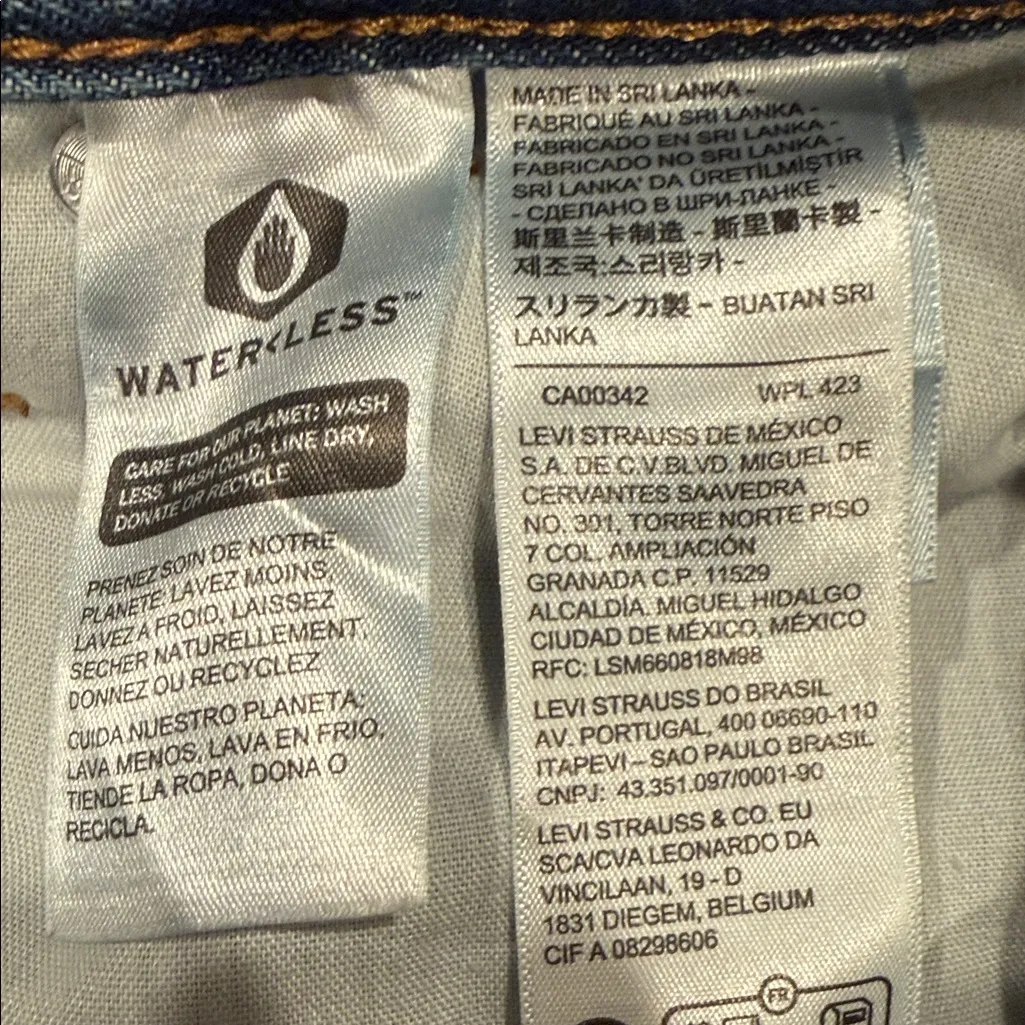 WATER<LESS™
CARE FOR OUR PLANET: WASH
LESS, WASH COLD, LINE DRY,
DONATE OR RECYCLE
PRENEZ SOIN DE NOTRE
PLANÈTE: LAVEZ MOINS,
LAVEZ À FROID, LAISSEZ
SÉCHER NATURELLEMENT,
DONNEZ OU RECYCLEZ
CUIDA NUESTRO PLANETA:
LAVA MENOS, LAVA EN FRIO,
TIENDE LA ROPA, DONA O
RECICLA.
MADE IN SRI LANKA -
FABRIQUÉ AU SRI LANKA -
FABRICADO EN SRI LANKA -
FABRICADO NO SRI LANKA -
SRİ LANKA' DA ÜRETİLMİŞTİR
- СДЕЛАНО В ШРИ-ЛАНКЕ -
斯里兰卡制造 - 斯里蘭卡製 -
제조국:스리랑카 -
スリランカ製 - BUATAN SRI
LANKA
CA00342 WPL 423
LEVI STRAUSS DE MÉXICO
S.A. DE C.V.BLVD. MIGUEL DE
CERVANTES SAAVEDRA
NO. 301, TORRE NORTE PISO
7 COL. AMPLIACIÓN
GRANADA C.P. 11529
ALCALDÍA. MIGUEL HIDALGO
CIUDAD DE MÉXICO, MÉXICO
RFC: LSM660818M98
LEVI STRAUSS DO BRASIL
AV. PORTUGAL, 400 06690-110
ITAPEVI – SAO PAULO BRASIL
CNPJ: 43.351.097/0001-90
LEVI STRAUSS & CO. EU
SCA/CVA LEONARDO DA
VINCILAAN, 19 - D
1831 DIEGEM, BELGIUM
CIF A 08298606
FR